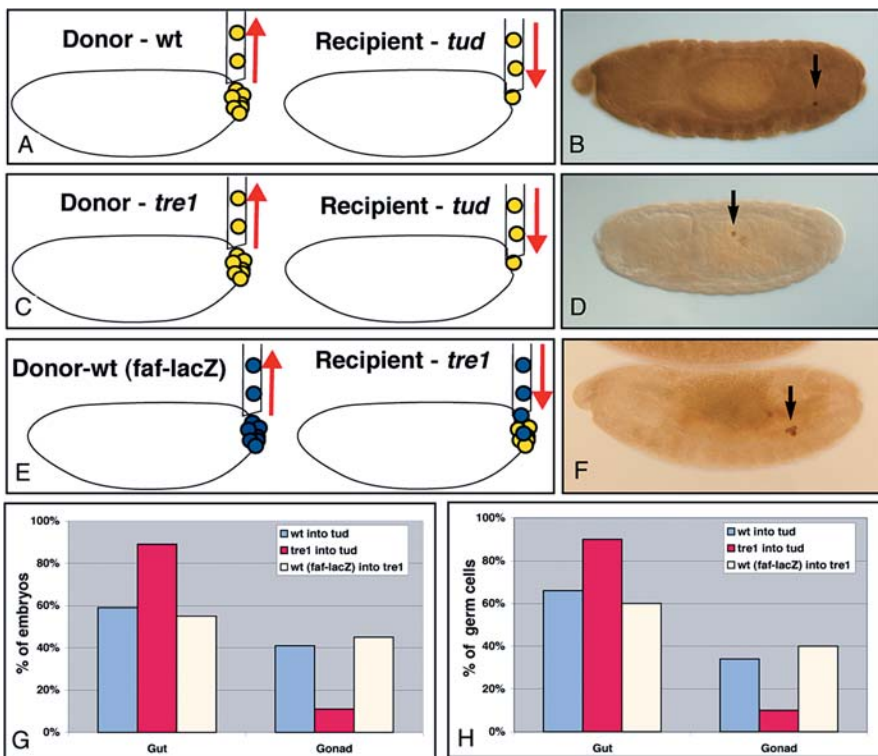 Donor - wt
Recipient - tud
A
B
Donor - tre1
Recipient - tud
C
D
Donor-wt (faf-lacZ)
Recipient - tre1
E
F
100%
80%
60%
40%
20%
0%
% of embryos
wt into tud
tre1 into tud
wt (faf-lacZ) into tre1
Gut
Gonad
G
100%
80%
60%
40%
20%
0%
% of germ cells
wt into tud
tre1 into tud
wt (faf-lacZ) into tre1
Gut
Gonad
H